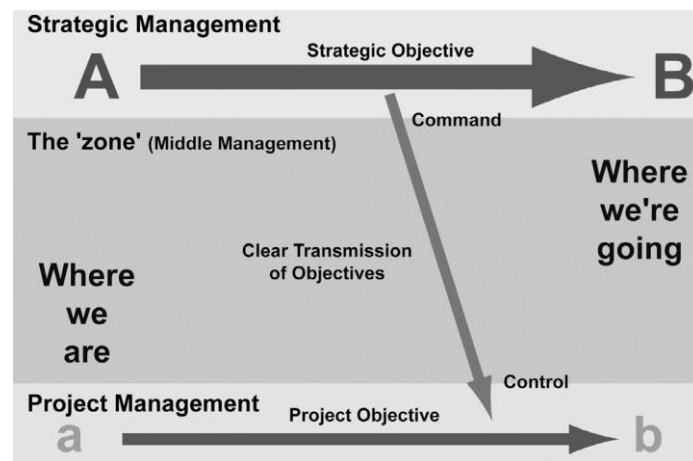 Strategic Management
Strategic Objective
A
B
Command
The 'zone' (Middle Management)
Where
we're
going
Clear Transmission
of Objectives
Where
we
are
Control
Project Management
Project Objective
a
b